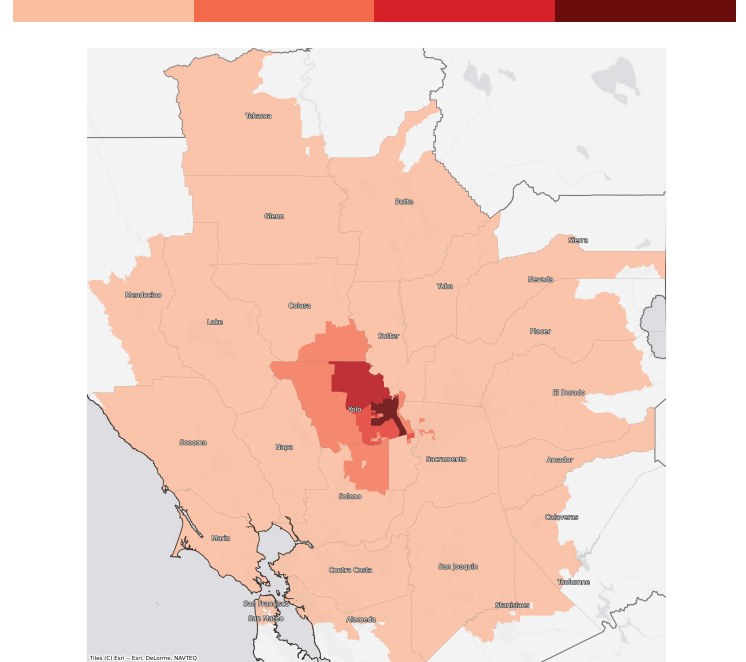 Tehama
Glenn
Butte
Sierra
Mendocino
Nevada
Yuba
Colusa
Lake
Placer
Sutter
El Dorado
Yolo
Sonoma
Napa
Sacramento
Amador
Solano
Calaveras
Marin
Contra Costa
San Joaquin
Tuolumne
San Francisco
Stanislaus
San Mateo
Alameda
Tiles (C) Esri -- Esri, DeLorme, NAVTEQ